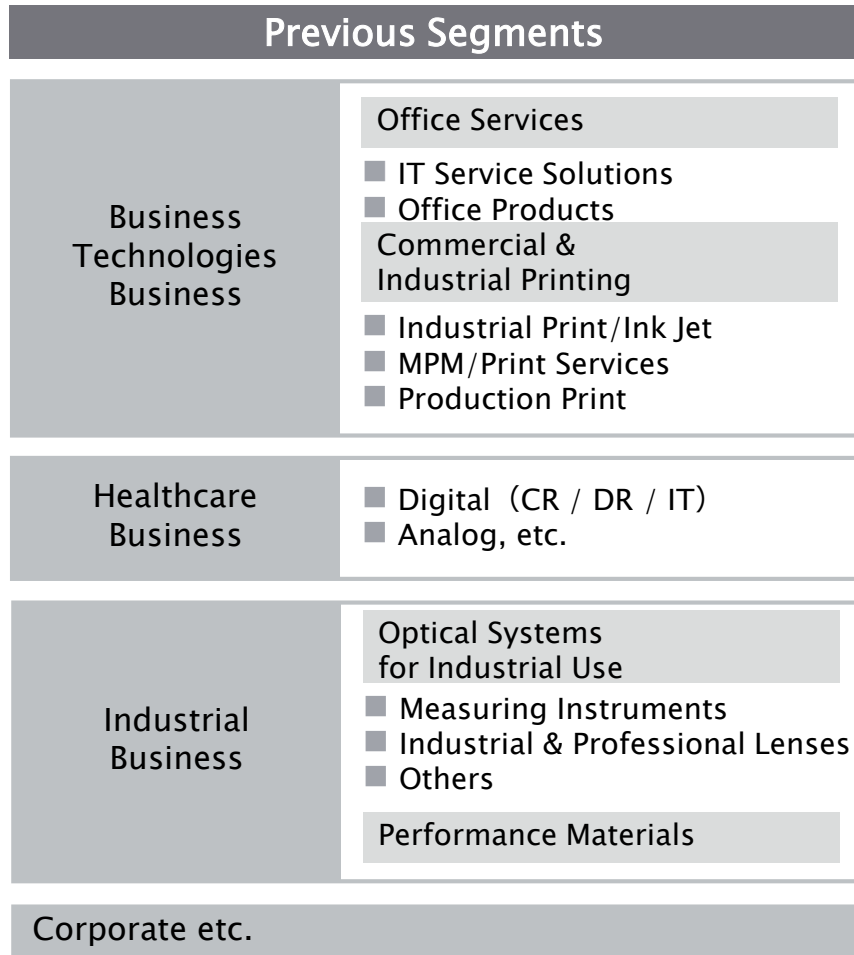 Previous Segments
Business
Technologies
Business
Office Services
IT Service Solutions
Office Products
Commercial &
Industrial Printing
Industrial Print/Ink Jet
MPM/Print Services
Production Print
Healthcare
Business
Digital（CR / DR / IT）
Analog, etc.
Industrial
Business
Optical Systems
for Industrial Use
Measuring Instruments
Industrial & Professional Lenses
Others
Performance Materials
Corporate etc.